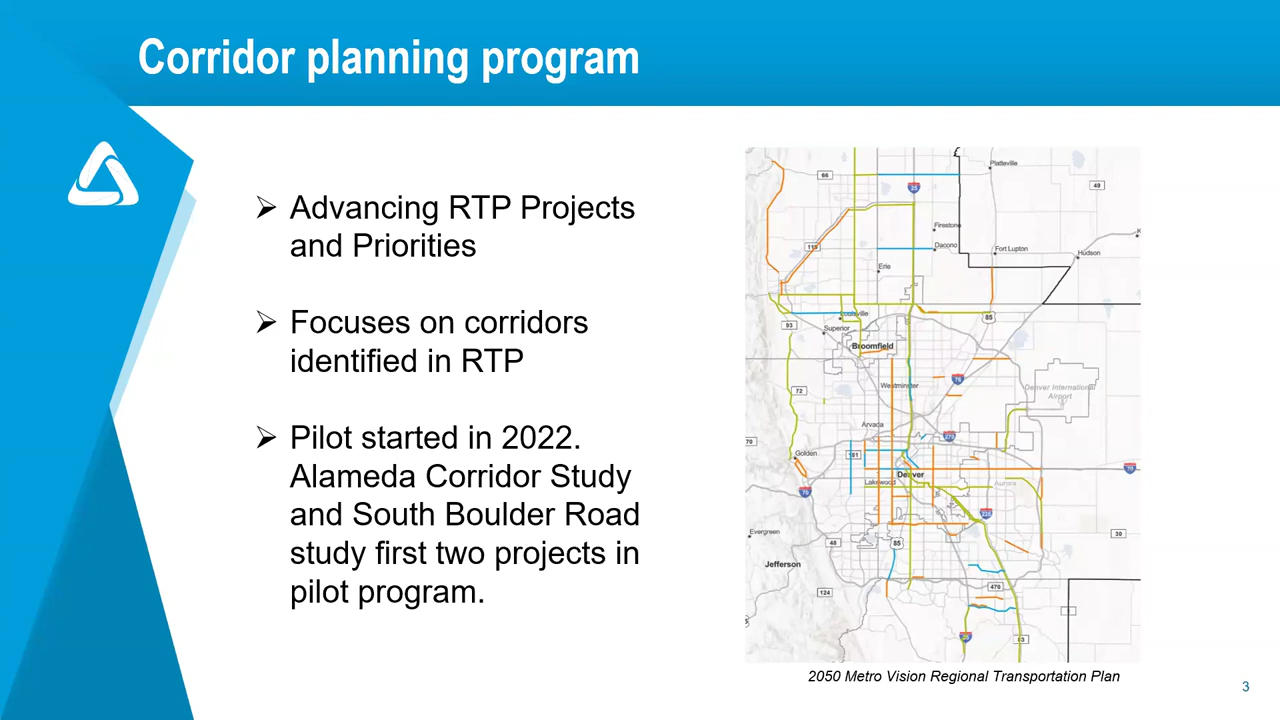 Corridor planning program
Advancing RTP Projects
and Priorities
Focuses on corridors
identified in RTP
Pilot started in 2022.
Alameda Corridor Study
and South Boulder Road
study first two projects in
pilot program.
Platteville
66
49
25
Firestone
Dacono
Fort Lupton
Hudson
Erie
85
93
Superior
Broomfield
76
Westminster
72
Denver International
Airport
Arvada
270
70
Golden
70
Denver
Lakewood
Aurora
70
225
Evergreen
48
85
30
Jefferson
470
124
83
25
2050 Metro Vision Regional Transportation Plan
3